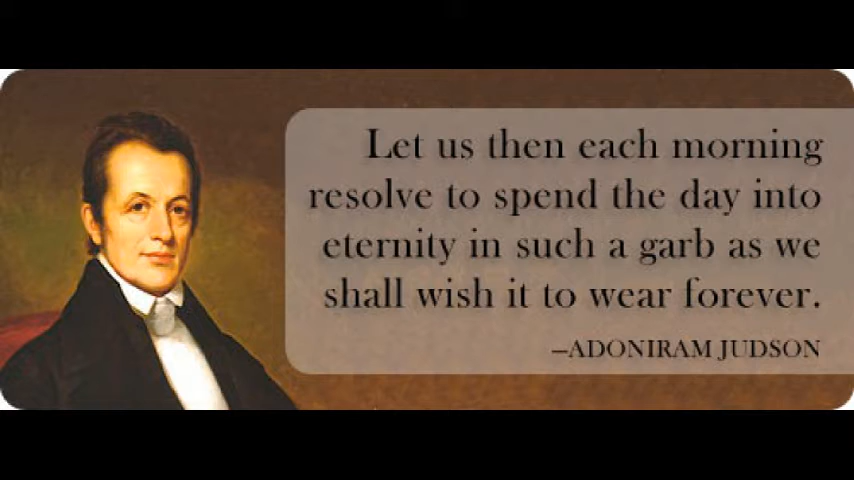 Let us then each morning
resolve to spend the day into
eternity in such a garb as we
shall wish it to wear forever.
–ADONIRAM JUDSON